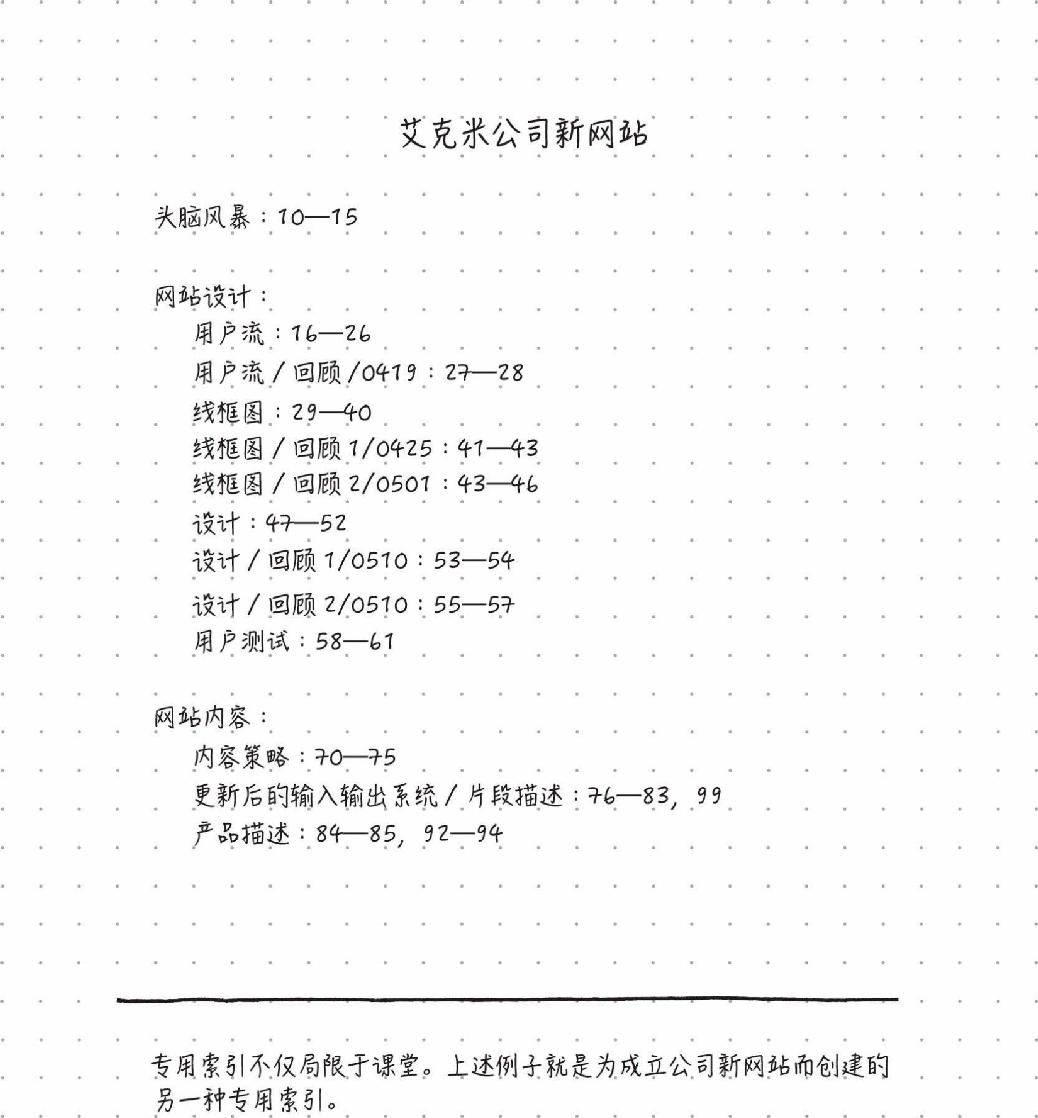 艾克米公司新网站
头脑风暴：10—15
网站设计：
用户流：16—26
用户流 / 回顾 /0419：27—28
线框图：29—40
线框图 / 回顾 1/0425：41—43
线框图 / 回顾 2/0501：43—46
设计：47—52
设计 / 回顾 1/0510：53—54
设计 / 回顾 2/0510：55—57
用户测试：58—61
网站内容：
内容策略：70—75
更新后的输入输出系统 / 片段描述：76—83，99
产品描述：84—85，92—94
专用索引不仅局限于课堂。上述例子就是为成立公司新网站而创建的
另一种专用索引。